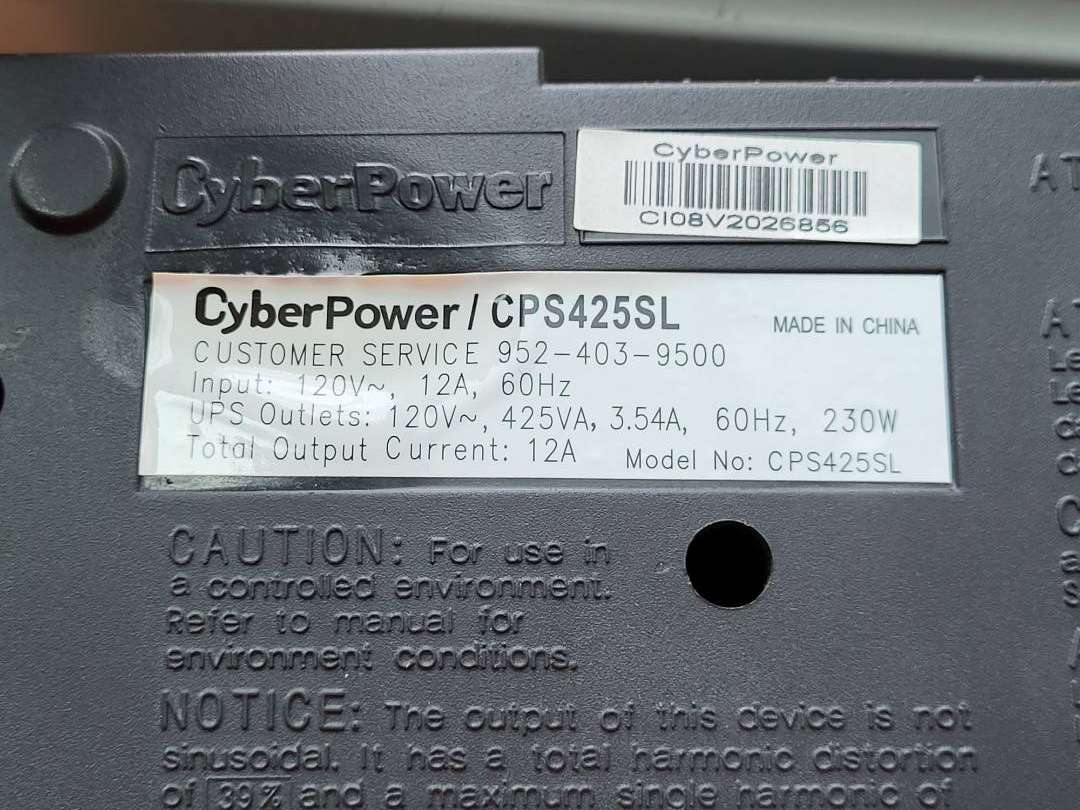 CyberPower
CyberPower
CI08V2026856
CyberPower / CPS425SL
MADE IN CHINA
CUSTOMER SERVICE 952-403-9500
Input: 120V~, 12A, 60Hz
UPS Outlets: 120V~, 425VA, 3.54A, 60Hz, 230W
Total Output Current: 12A
Model No: CPS425SL
CAUTION: For use in
a controlled environment.
Refer to manual for
environment conditions.
NOTICE: The output of this device is not
sinusoidal. It has a total harmonic distortion
of 39% and a maximum single harmonic of